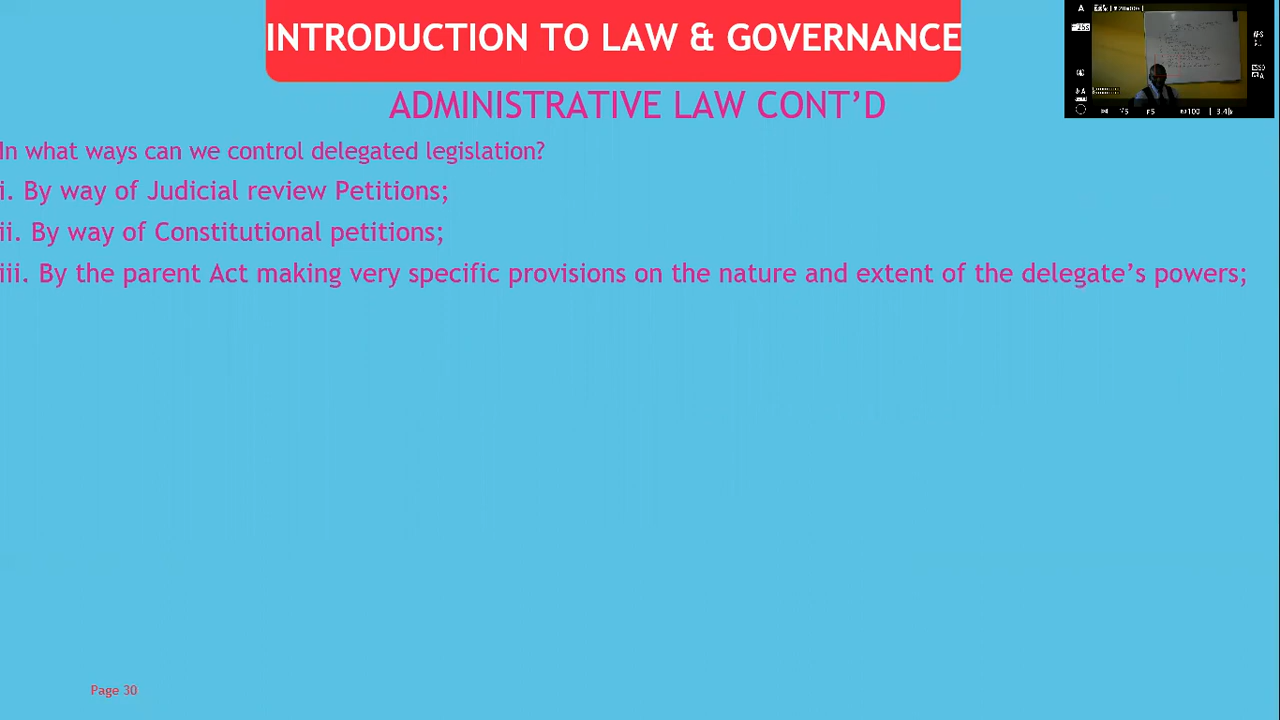 INTRODUCTION TO LAW & GOVERNANCE
ADMINISTRATIVE LAW CONT’D
In what ways can we control delegated legislation?
i. By way of Judicial review Petitions;
ii. By way of Constitutional petitions;
iii. By the parent Act making very specific provisions on the nature and extent of the delegate’s powers;
Page 30